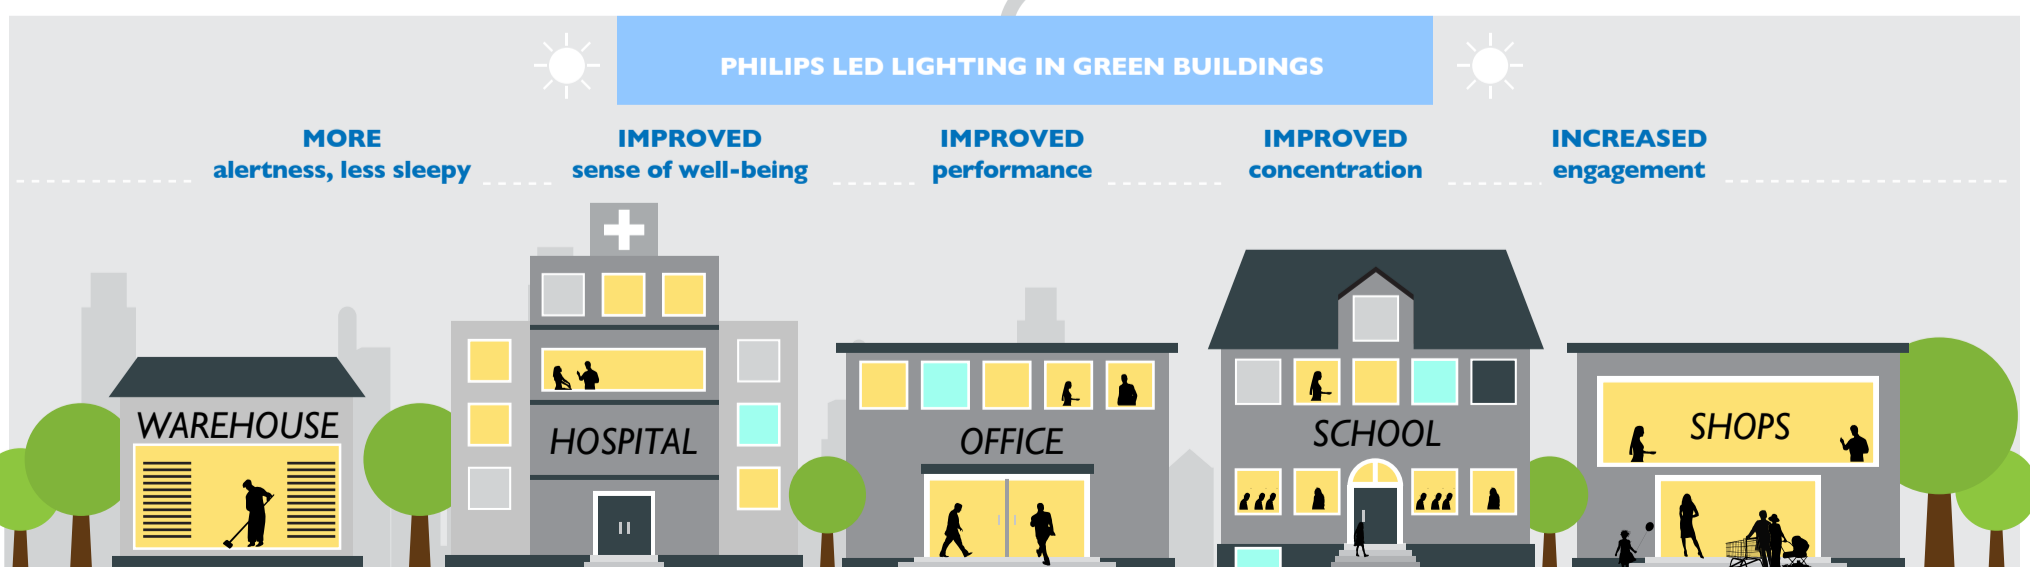 PHILIPS LED LIGHTING IN GREEN BUILDINGS
MORE
alertness, less sleepy
IMPROVED
sense of well-being
IMPROVED
performance
IMPROVED
concentration
INCREASED
engagement
WAREHOUSE
HOSPITAL
OFFICE
SCHOOL
SHOPS